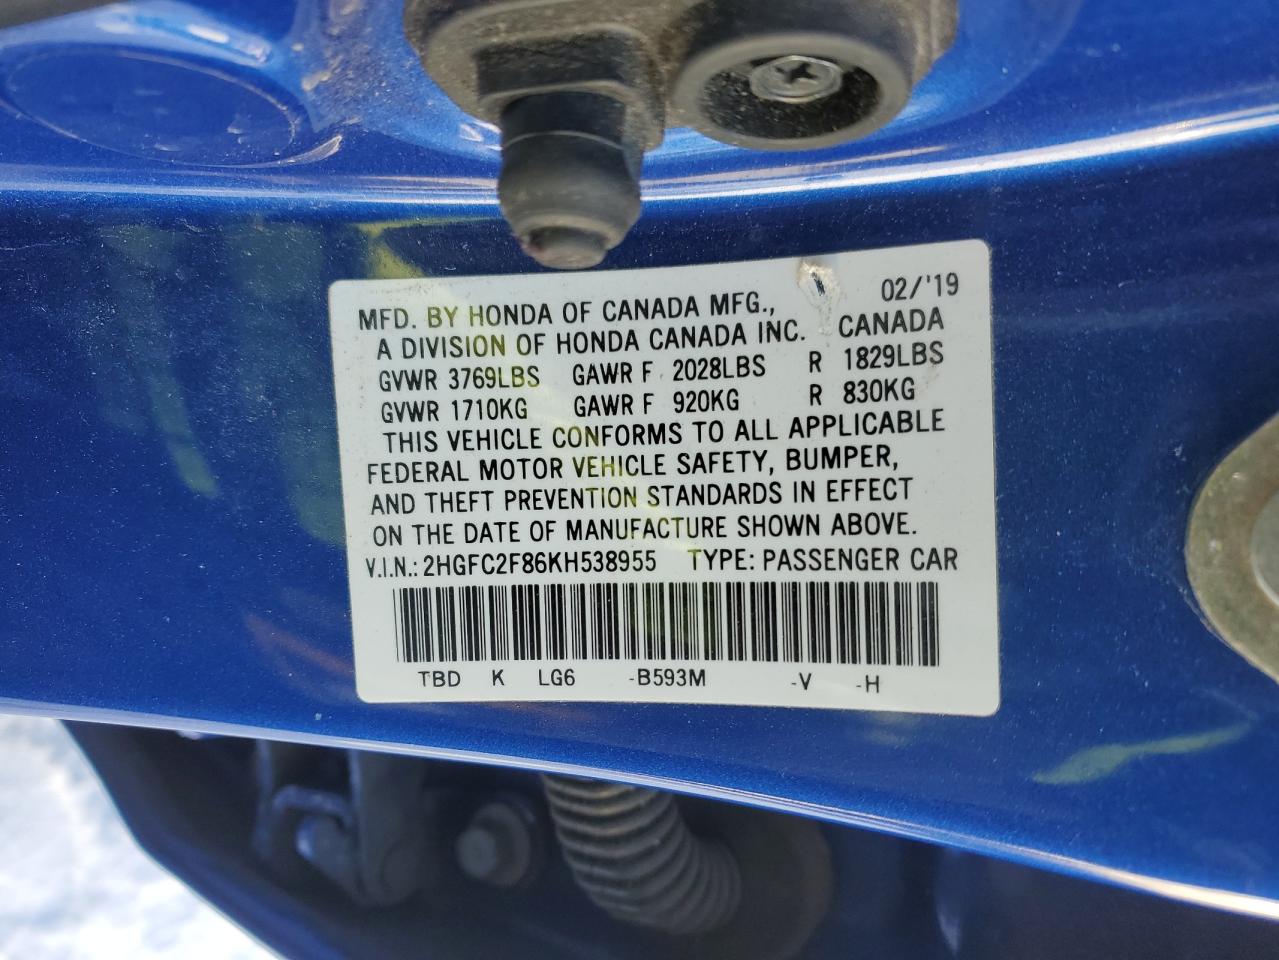 02/'19
MFD. BY HONDA OF CANADA MFG.,
A DIVISION OF HONDA CANADA INC. CANADA
GVWR 3769LBS GAWR F 2028LBS R 1829LBS
GVWR 1710KG GAWR F 920KG R 830KG
THIS VEHICLE CONFORMS TO ALL APPLICABLE
FEDERAL MOTOR VEHICLE SAFETY, BUMPER,
AND THEFT PREVENTION STANDARDS IN EFFECT
ON THE DATE OF MANUFACTURE SHOWN ABOVE.
V.I.N.: 2HGFC2F86KH538955 TYPE: PASSENGER CAR
TBD K LG6 -B593M -V -H